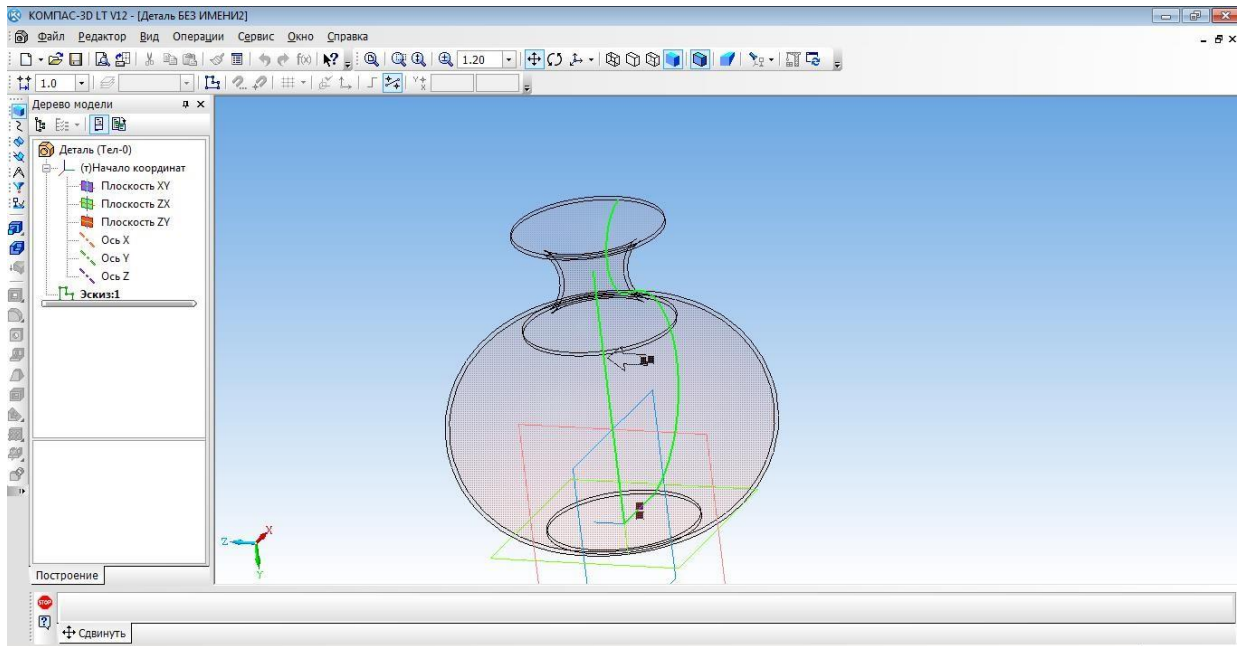 КОМПАС-3D LT V12 - [Деталь БЕЗ ИМЕНИ2]
Файл Редактор Вид Операции Сервис Окно Справка
1.20
1.0
Дерево модели
Деталь (Тел-0)
(т)Начало координат
Плоскость XY
Плоскость ZX
Плоскость ZY
Ось X
Ось Y
Ось Z
Эскиз:1
Z X
Y
Построение
STOP
Сдвинуть